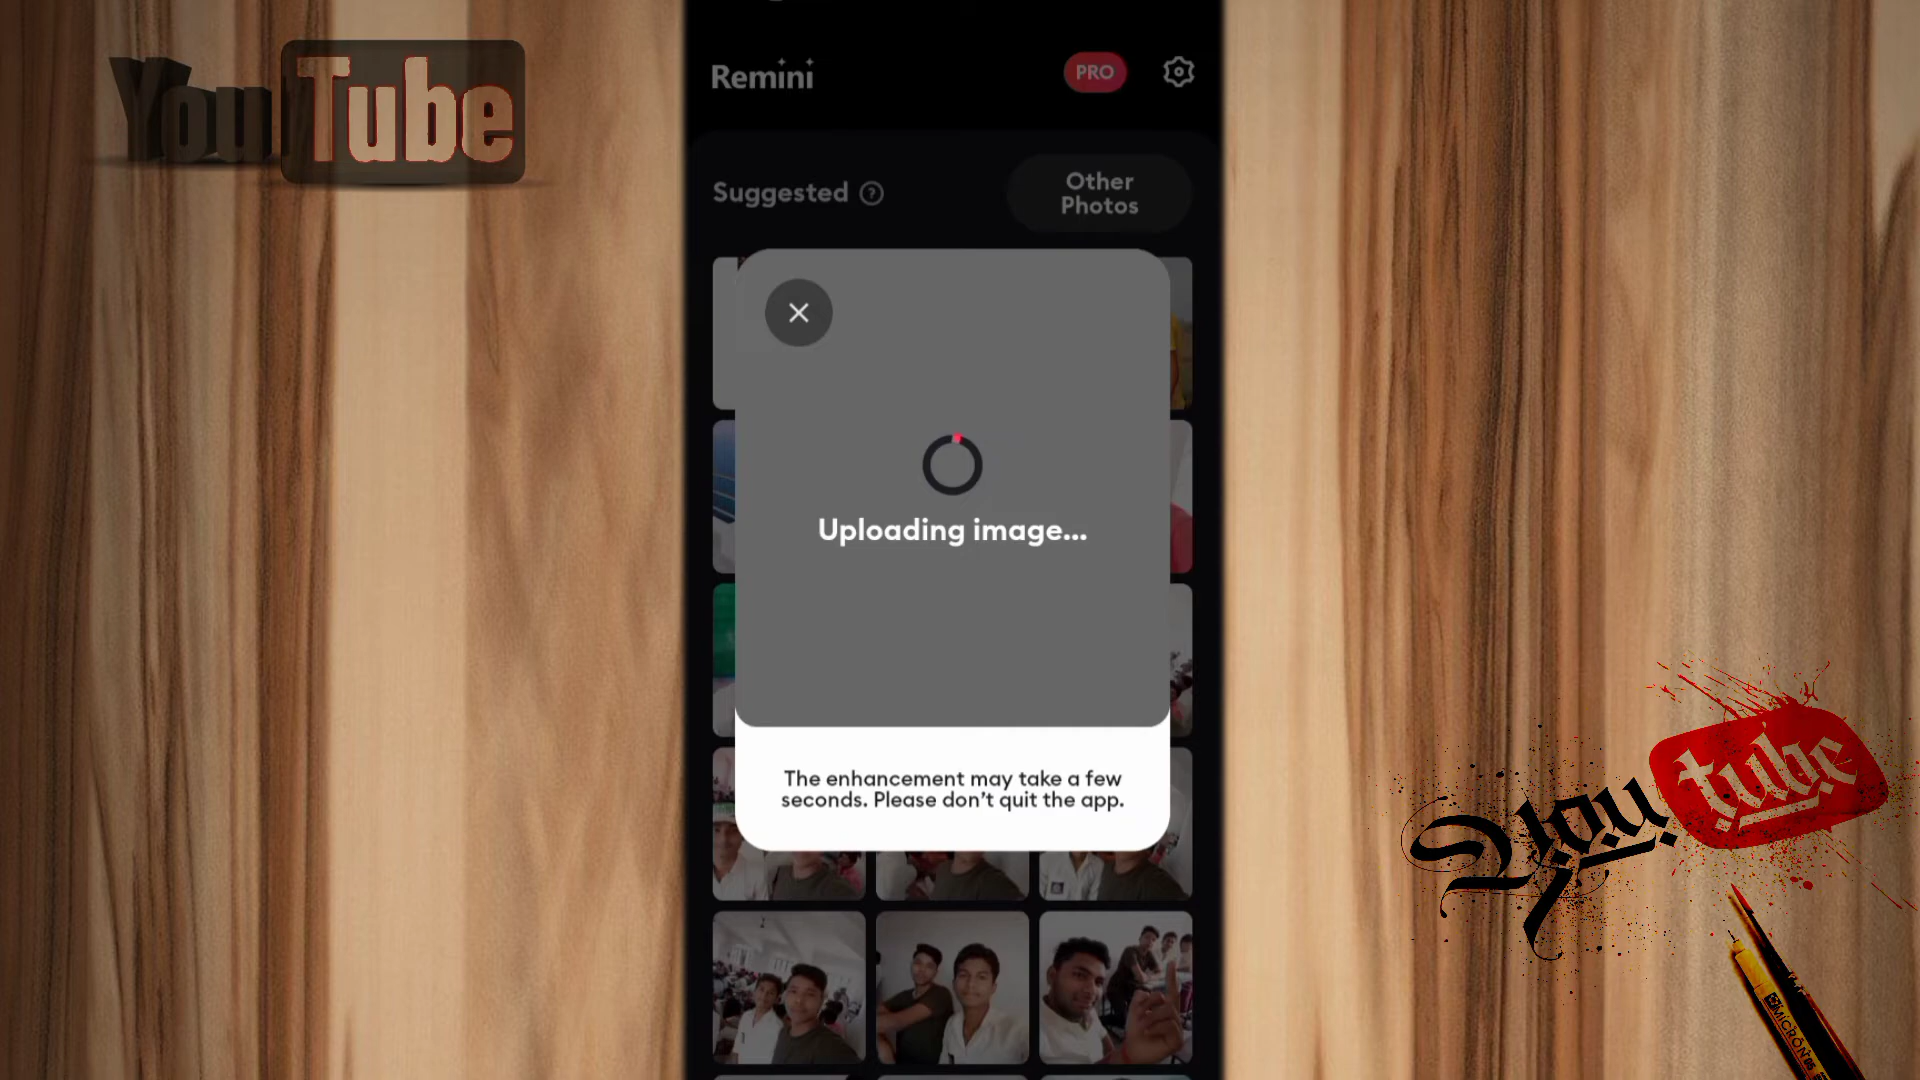 YouTube
Remini
PRO
Suggested ?
Other
Photos
Uploading image...
The enhancement may take a few
seconds. Please don't quit the app.
You
tube
MICRON